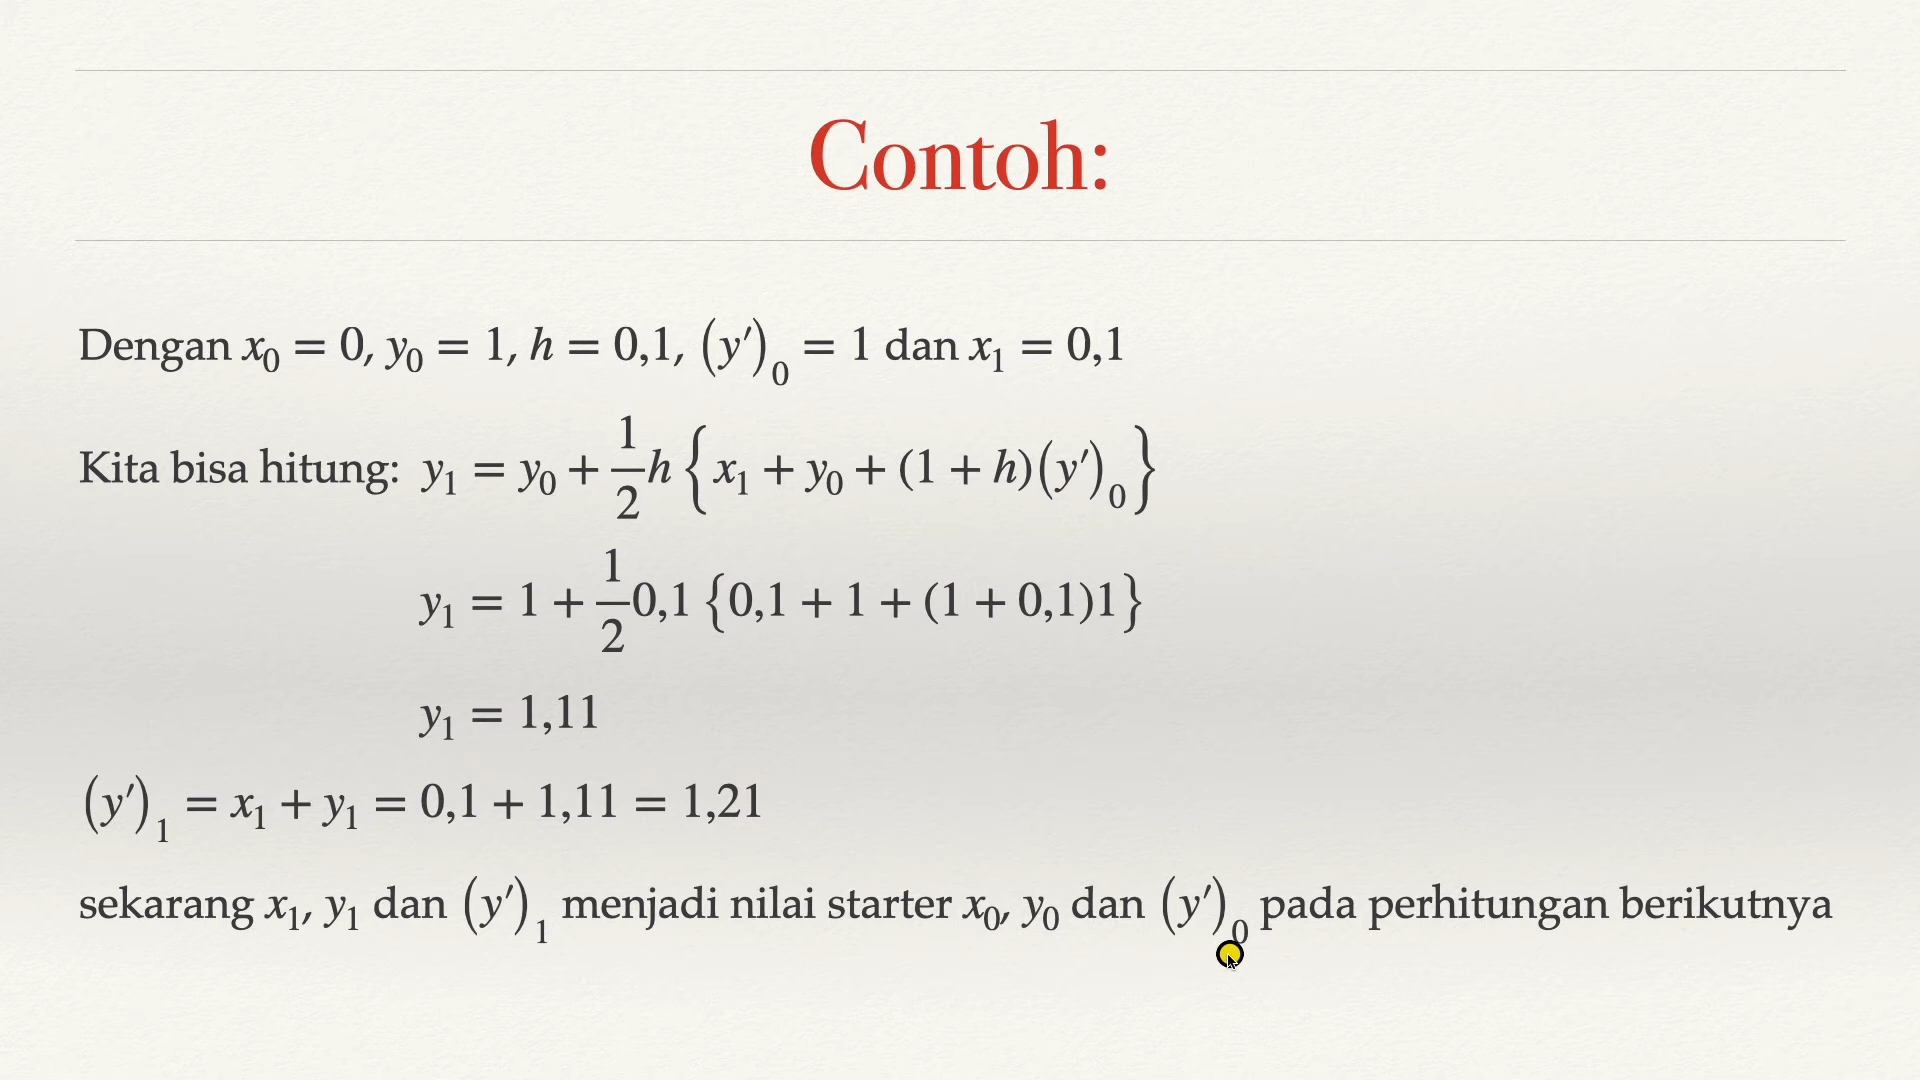 Contoh:
Dengan x₀ = 0, y₀ = 1, h = 0,1, (y′)₀ = 1 dan x₁ = 0,1
Kita bisa hitung: y₁ = y₀ + 1/2 h {x₁ + y₀ + (1 + h)(y′)₀}
y₁ = 1 + 1/2 0,1 {0,1 + 1 + (1 + 0,1)1}
y₁ = 1,11
(y′)₁ = x₁ + y₁ = 0,1 + 1,11 = 1,21
sekarang x₁, y₁ dan (y′)₁ menjadi nilai starter x₀, y₀ dan (y′)₀ pada perhitungan berikutnya